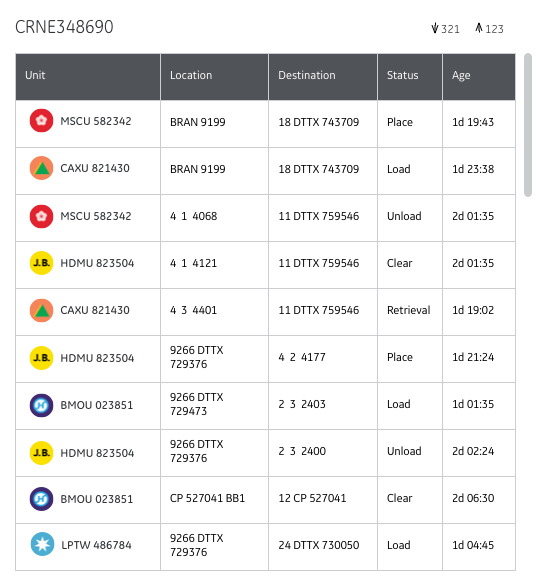 CRNE348690 321 123
Unit Location Destination Status Age
MSCU 582342 BRAN 9199 18 DTTX 743709 Place 1d 19:43
CAXU 821430 BRAN 9199 18 DTTX 743709 Load 1d 23:38
MSCU 582342 4 1 4068 11 DTTX 759546 Unload 2d 01:35
J.B. HDMU 823504 4 1 4121 11 DTTX 759546 Clear 2d 01:35
CAXU 821430 4 3 4401 11 DTTX 759546 Retrieval 1d 19:02
J.B. HDMU 823504 9266 DTTX
729376 4 2 4177 Place 1d 21:24
BMOU 023851 9266 DTTX
729473 2 3 2403 Load 1d 01:35
J.B. HDMU 823504 9266 DTTX
729376 2 3 2400 Unload 2d 02:24
BMOU 023851 CP 527041 BB1 12 CP 527041 Clear 2d 06:30
LPTW 486784 9266 DTTX
729376 24 DTTX 730050 Load 1d 04:45